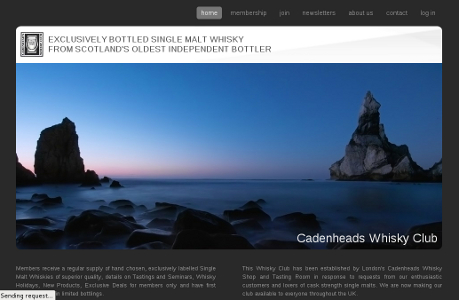 home membership join newsletters about us contact log in
EXCLUSIVELY BOTTLED SINGLE MALT WHISKY
FROM SCOTLAND'S OLDEST INDEPENDENT BOTTLER
Cadenheads Whisky Club
Members receive a regular supply of hand chosen, exclusively labelled Single
Malt Whiskies of superior quality, details on Tastings and Seminars, Whisky
Holidays, New Products, Exclusive Deals for members only and have first
in limited bottlings.
This Whisky Club has been established by London's Cadenheads Whisky
Shop and Tasting Room in response to requests from our enthusiastic
customers and lovers of cask strength single malts. We are now making our
club available to everyone throughout the UK.
Sending request...